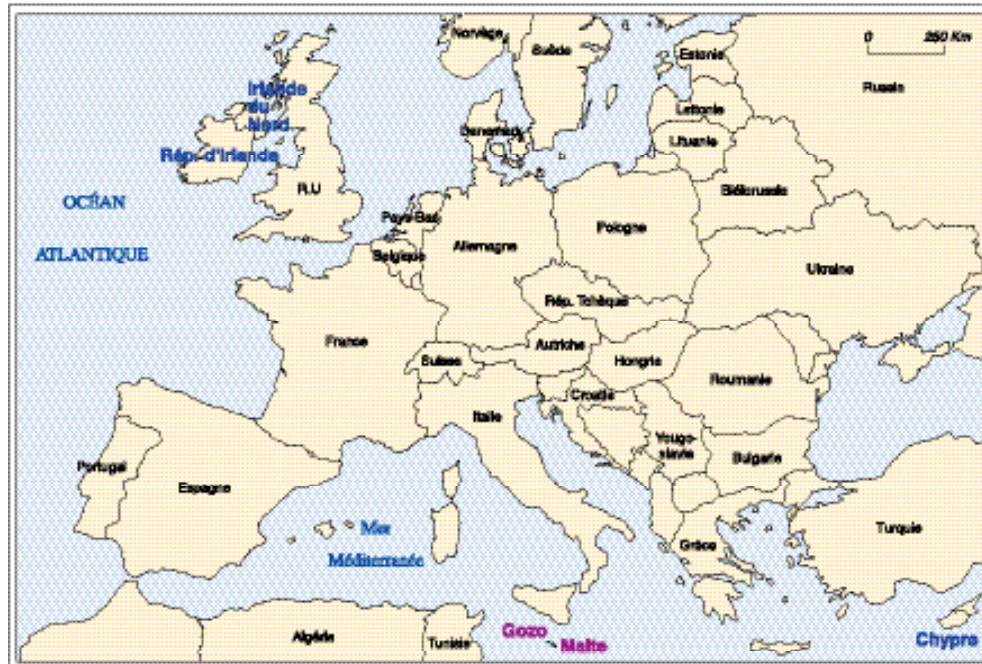 Norvège
Suède
Estonie
0 250 Km
Russie
Irlande
du
Nord
Lettonie
Danemark
Lituanie
Rép. d'Irlande
R.U
Biélorussie
OCÉAN
ATLANTIQUE
Pays-Bas
Pologne
Allemagne
Belgique
Ukraine
Rép. Tchèque
France
Autriche
Suisse
Hongrie
Roumanie
Croatie
Italie
Yougo-
slavie
Bulgarie
Portugal
Espagne
Mer
Méditerranée
Turquie
Grèce
Algérie
Tunisie
Gozo
Malte
Chypre